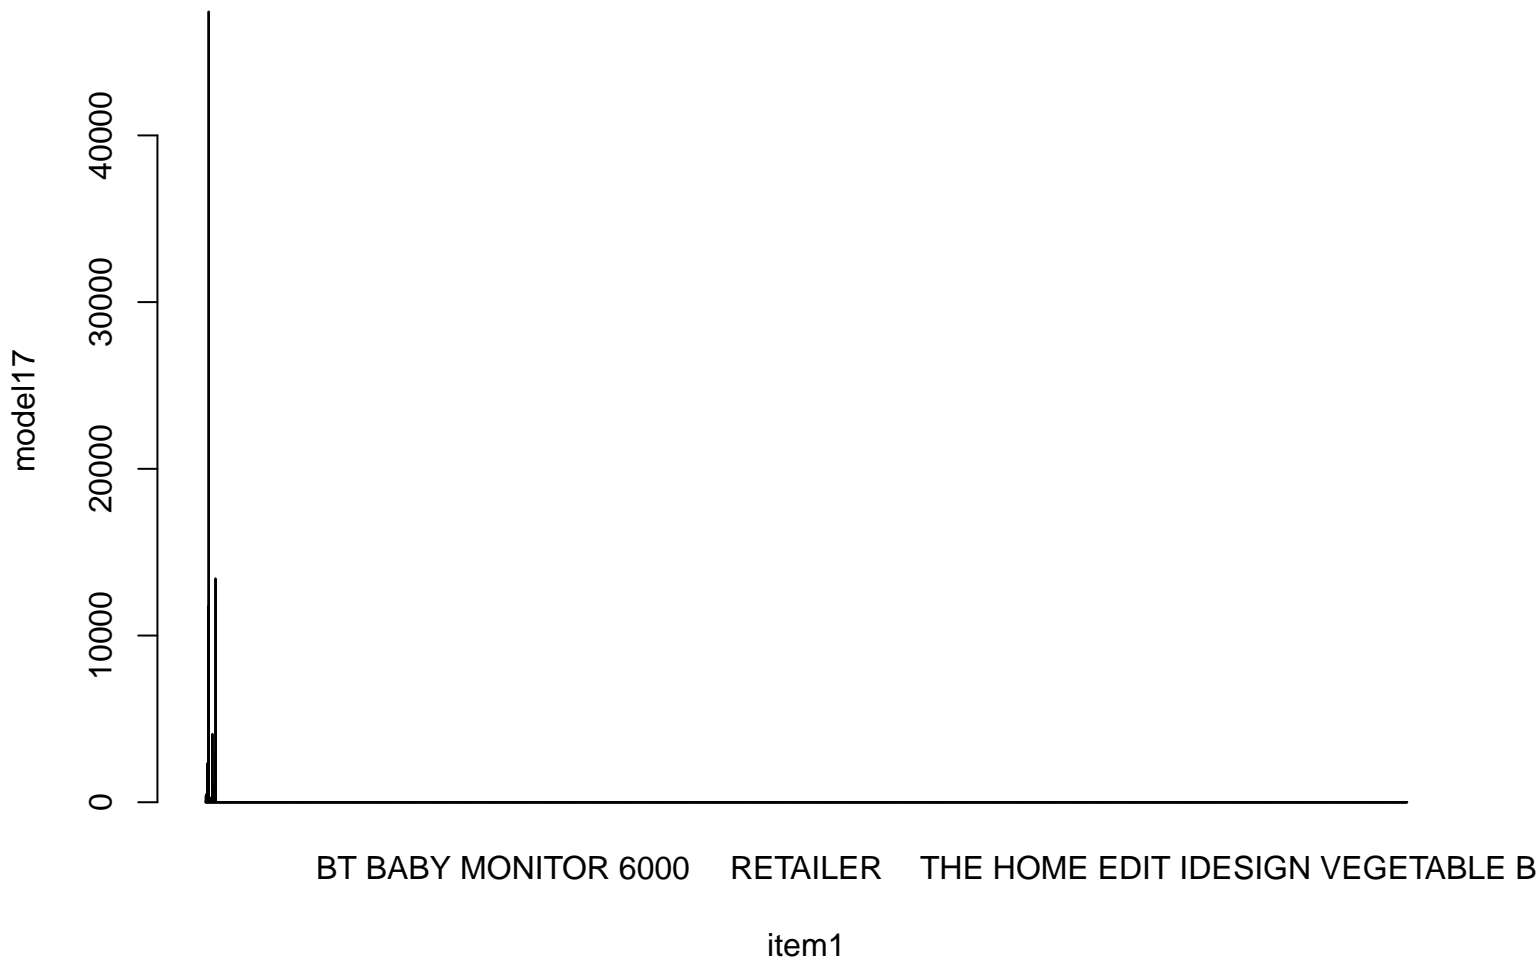 40000
30000
20000
10000
0
model17
BT BABY MONITOR 6000 RETAILER THE HOME EDIT IDESIGN VEGETABLE B
item1